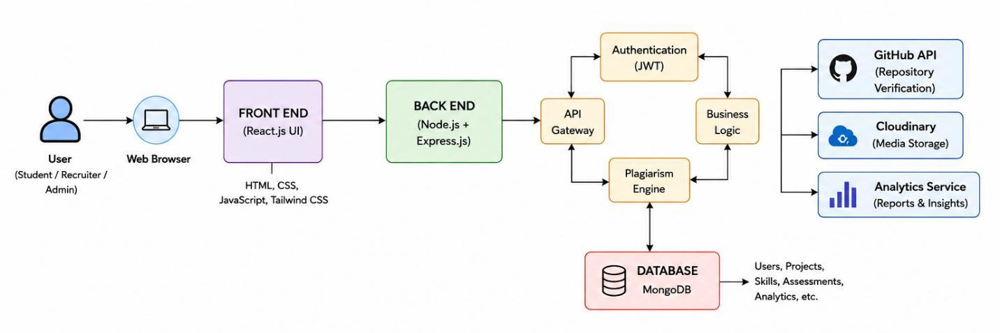 User
(Student / Recruiter /
Admin)
Web Browser
FRONT END
(React.js UI)
HTML, CSS,
JavaScript, Tailwind CSS
BACK END
(Node.js +
Express.js)
API
Gateway
Authentication
(JWT)
Business
Logic
Plagiarism
Engine
DATABASE
MongoDB
Users, Projects,
Skills, Assessments,
Analytics, etc.
GitHub API
(Repository
Verification)
Cloudinary
(Media Storage)
Analytics Service
(Reports & Insights)